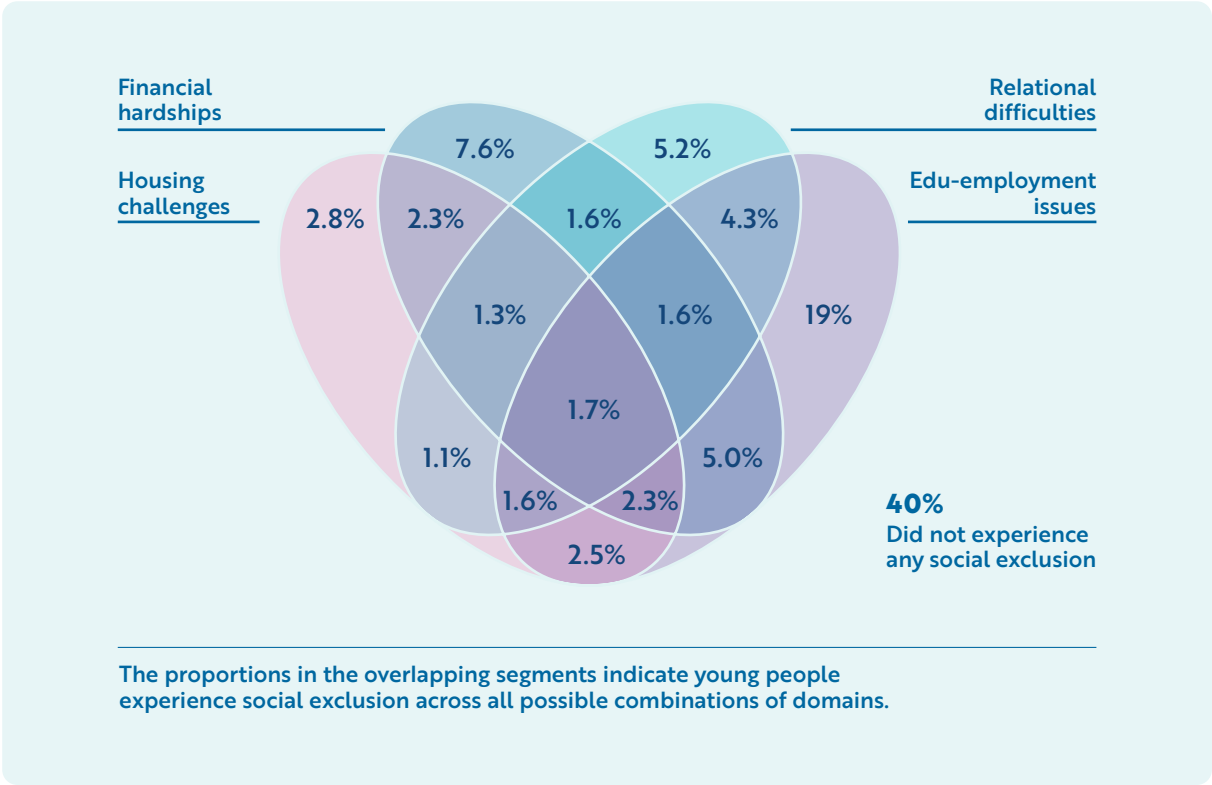 Financial
hardships
Relational
difficulties
7.6%
5.2%
Housing
challenges
Edu-employment
issues
2.8%
2.3%
1.6%
4.3%
1.3%
1.6%
19%
1.7%
1.1%
5.0%
1.6%
2.3%
2.5%
40%
Did not experience
any social exclusion
The proportions in the overlapping segments indicate young people
experience social exclusion across all possible combinations of domains.